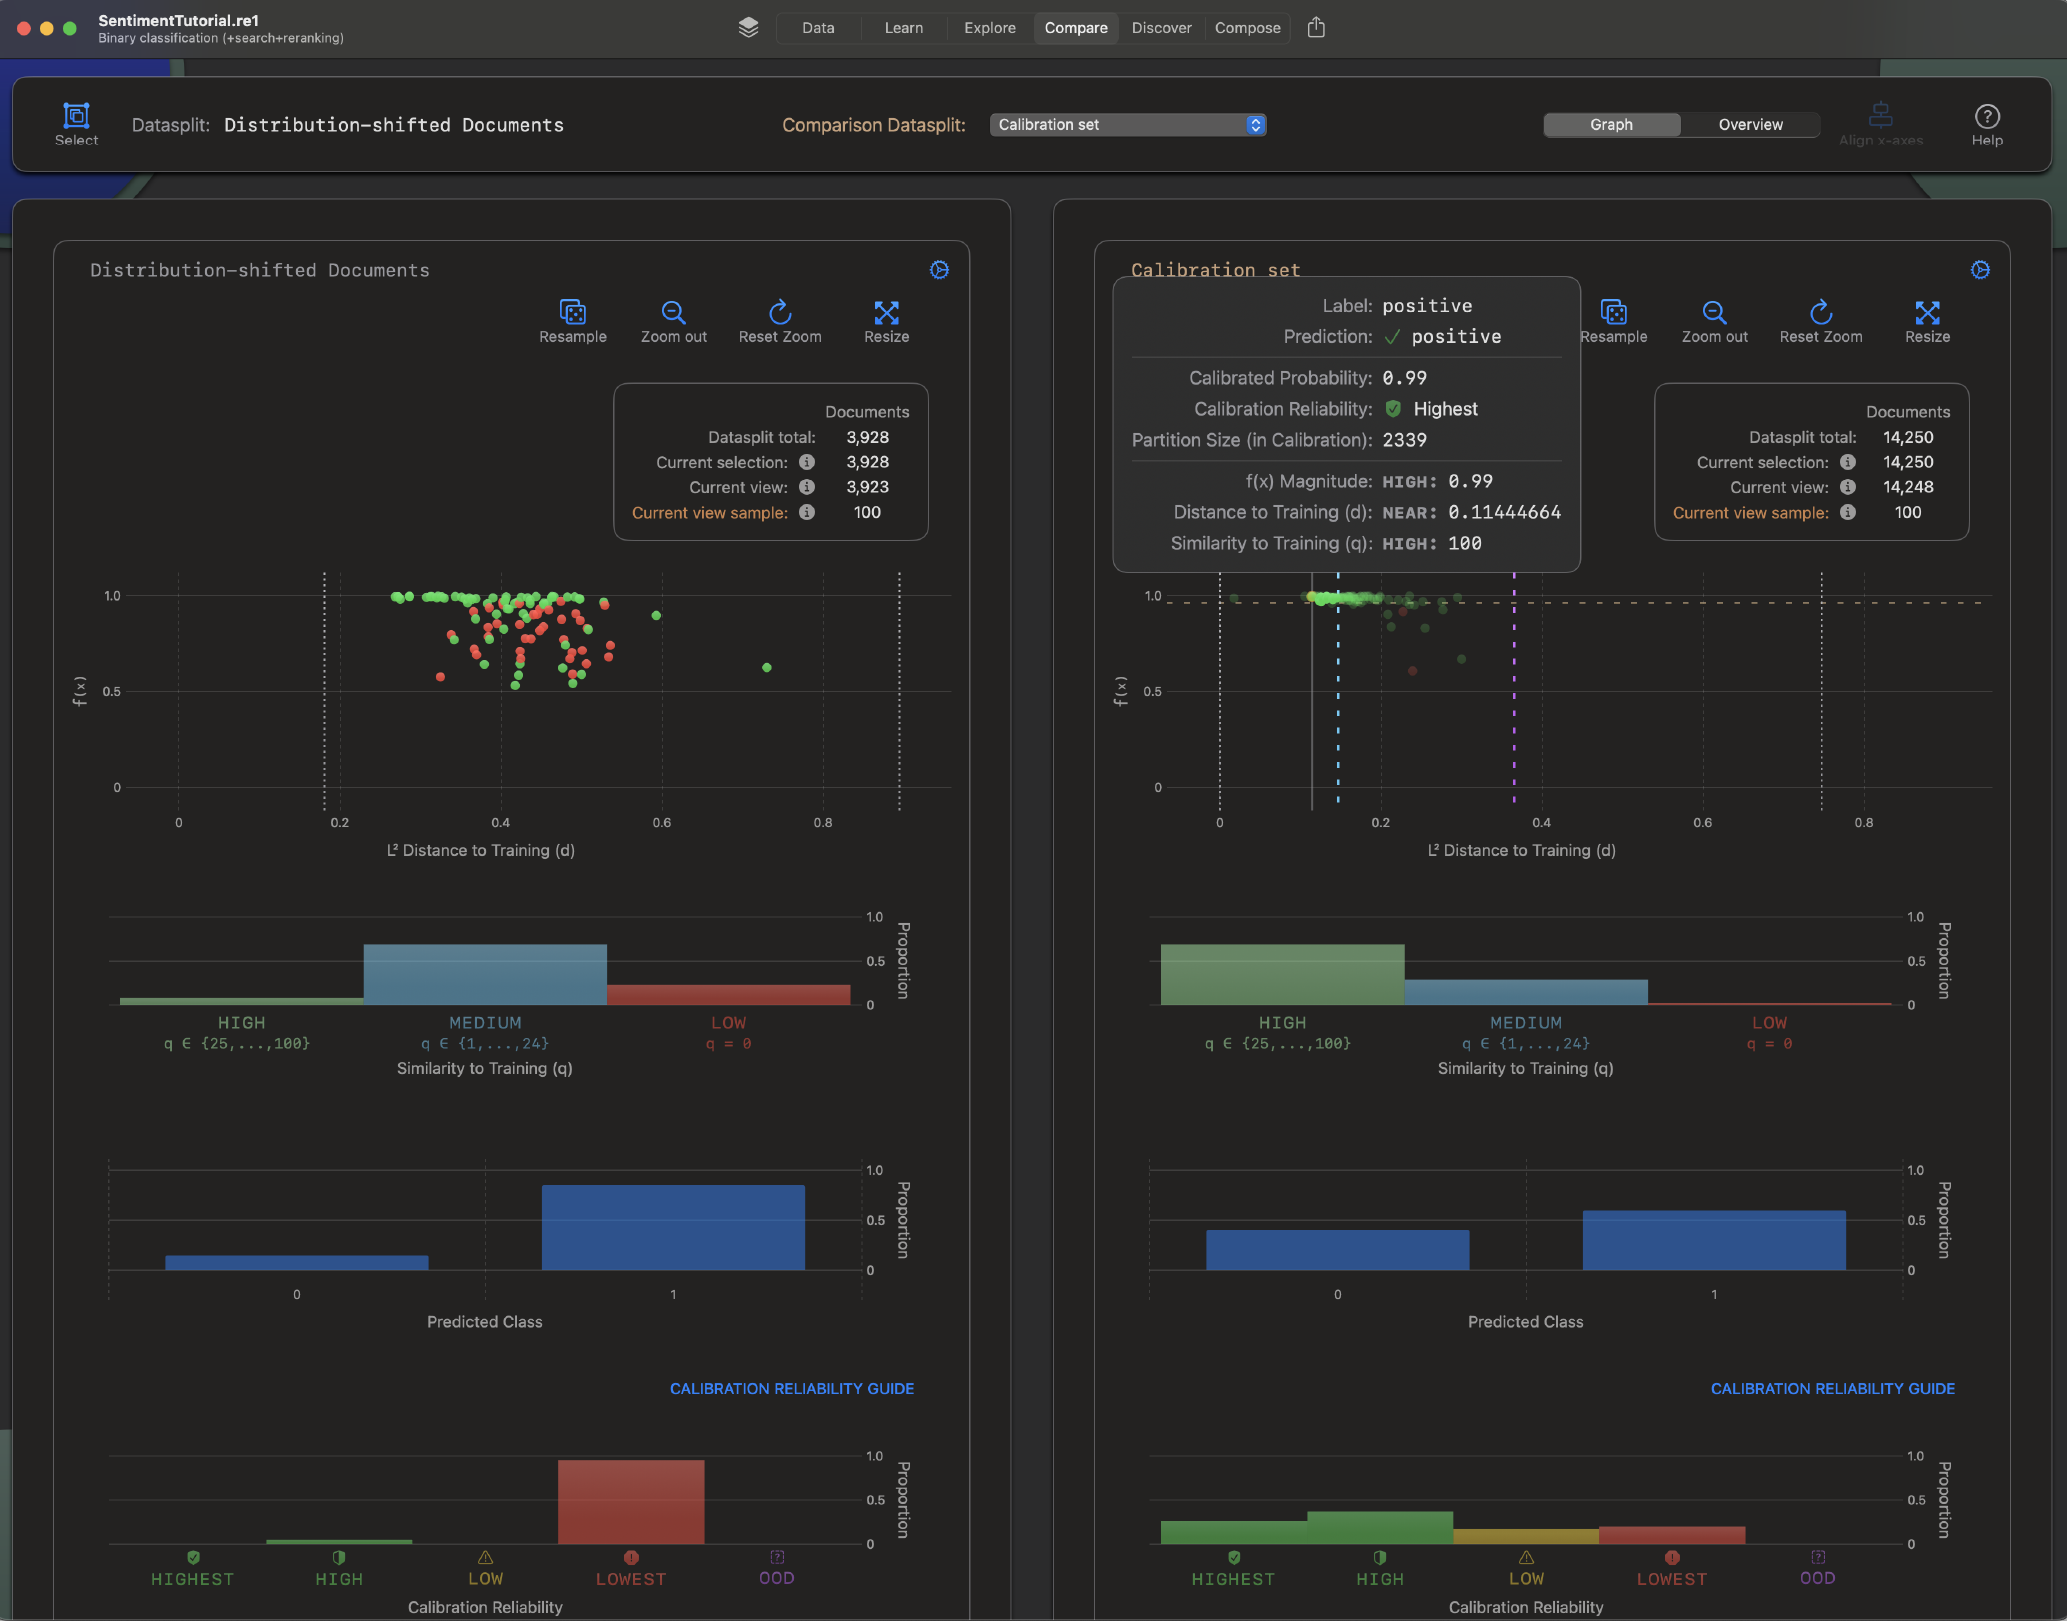 SentimentTutorial.re1
Binary classification (+search+reranking)
Data Learn Explore Compare Discover Compose
Select
Datasplit: Distribution-shifted Documents
Comparison Datasplit: Calibration set
Graph Overview
Align x-axes
Help
Distribution-shifted Documents
Resample Zoom out Reset Zoom Resize
Documents
Datasplit total: 3,928
Current selection: 3,928
Current view: 3,923
Current view sample: 100
1.0
0.5
0
f(x)
0 0.2 0.4 0.6 0.8
L² Distance to Training (d)
1.0
0.5
0
Proportion
HIGH MEDIUM LOW
q ∈ {25,...,100} q ∈ {1,...,24} q = 0
Similarity to Training (q)
1.0
0.5
0
Proportion
0 1
Predicted Class
CALIBRATION RELIABILITY GUIDE
1.0
0.5
0
Proportion
HIGHEST HIGH LOW LOWEST OOD
Calibration Reliability
Calibration set
Label: positive
Prediction: ✓ positive
Calibrated Probability: 0.99
Calibration Reliability: Highest
Partition Size (in Calibration): 2339
f(x) Magnitude: HIGH: 0.99
Distance to Training (d): NEAR: 0.11444664
Similarity to Training (q): HIGH: 100
Resample Zoom out Reset Zoom Resize
Documents
Datasplit total: 14,250
Current selection: 14,250
Current view: 14,248
Current view sample: 100
1.0
0.5
0
f(x)
0 0.2 0.4 0.6 0.8
L² Distance to Training (d)
1.0
0.5
0
Proportion
HIGH MEDIUM LOW
q ∈ {25,...,100} q ∈ {1,...,24} q = 0
Similarity to Training (q)
1.0
0.5
0
Proportion
0 1
Predicted Class
CALIBRATION RELIABILITY GUIDE
1.0
0.5
0
Proportion
HIGHEST HIGH LOW LOWEST OOD
Calibration Reliability